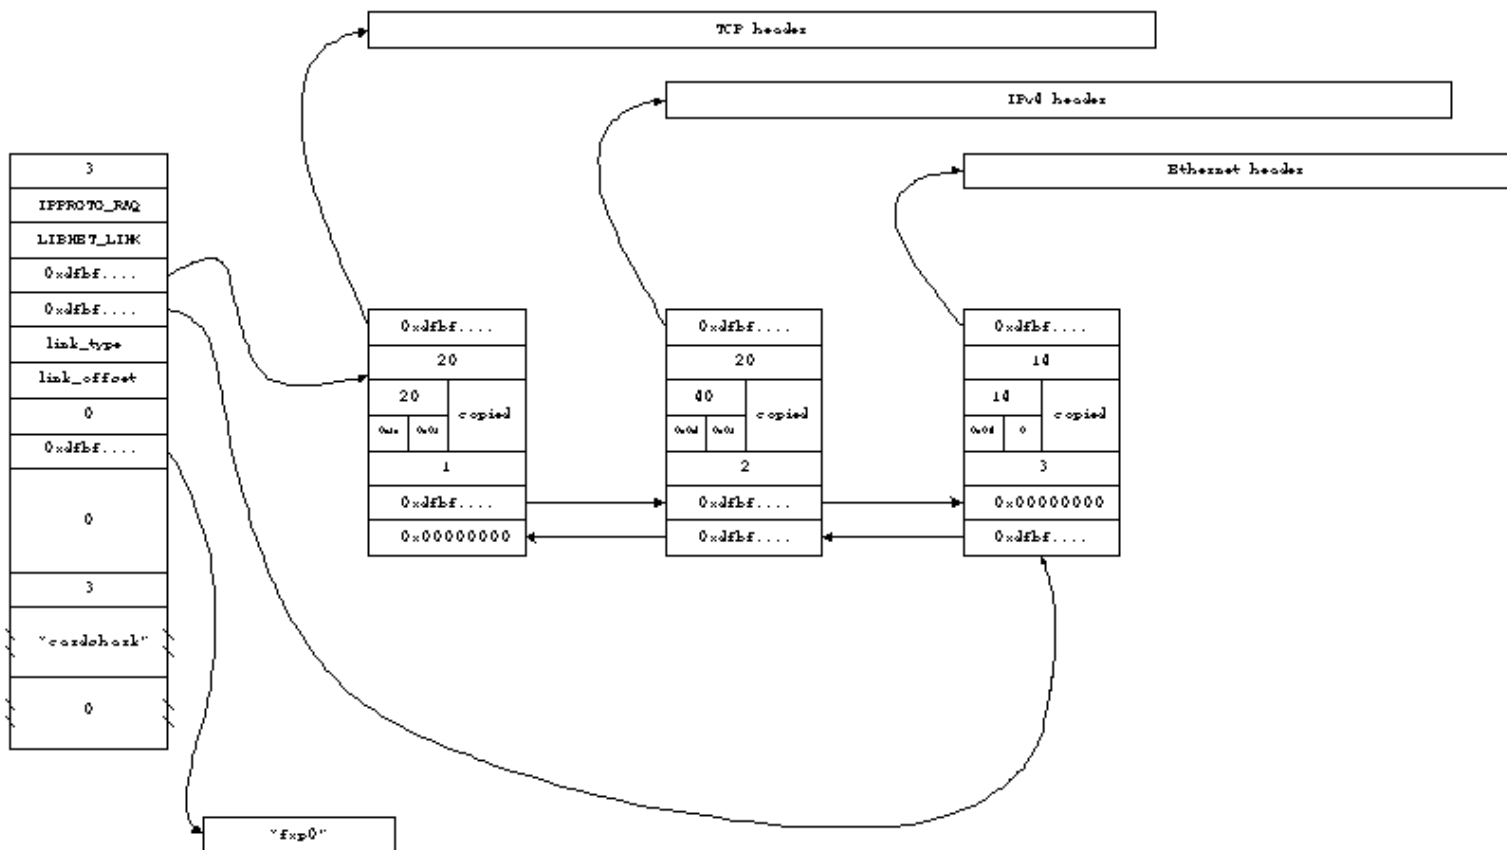 TCP header
IPv4 header
Ethernet header
3
LIBNET_LINK
0xdfbf....
0xdfbf....
link_type
link_offset
0
0xdfbf....
0
3
"cardshark"
0
"fxp0"
0xdfbf....
20
20
copied
1
0xdfbf....
0x00000000
0xdfbf....
20
40
copied
2
0xdfbf....
0xdfbf....
0xdfbf....
14
14
copied
0
3
0x00000000
0xdfbf....